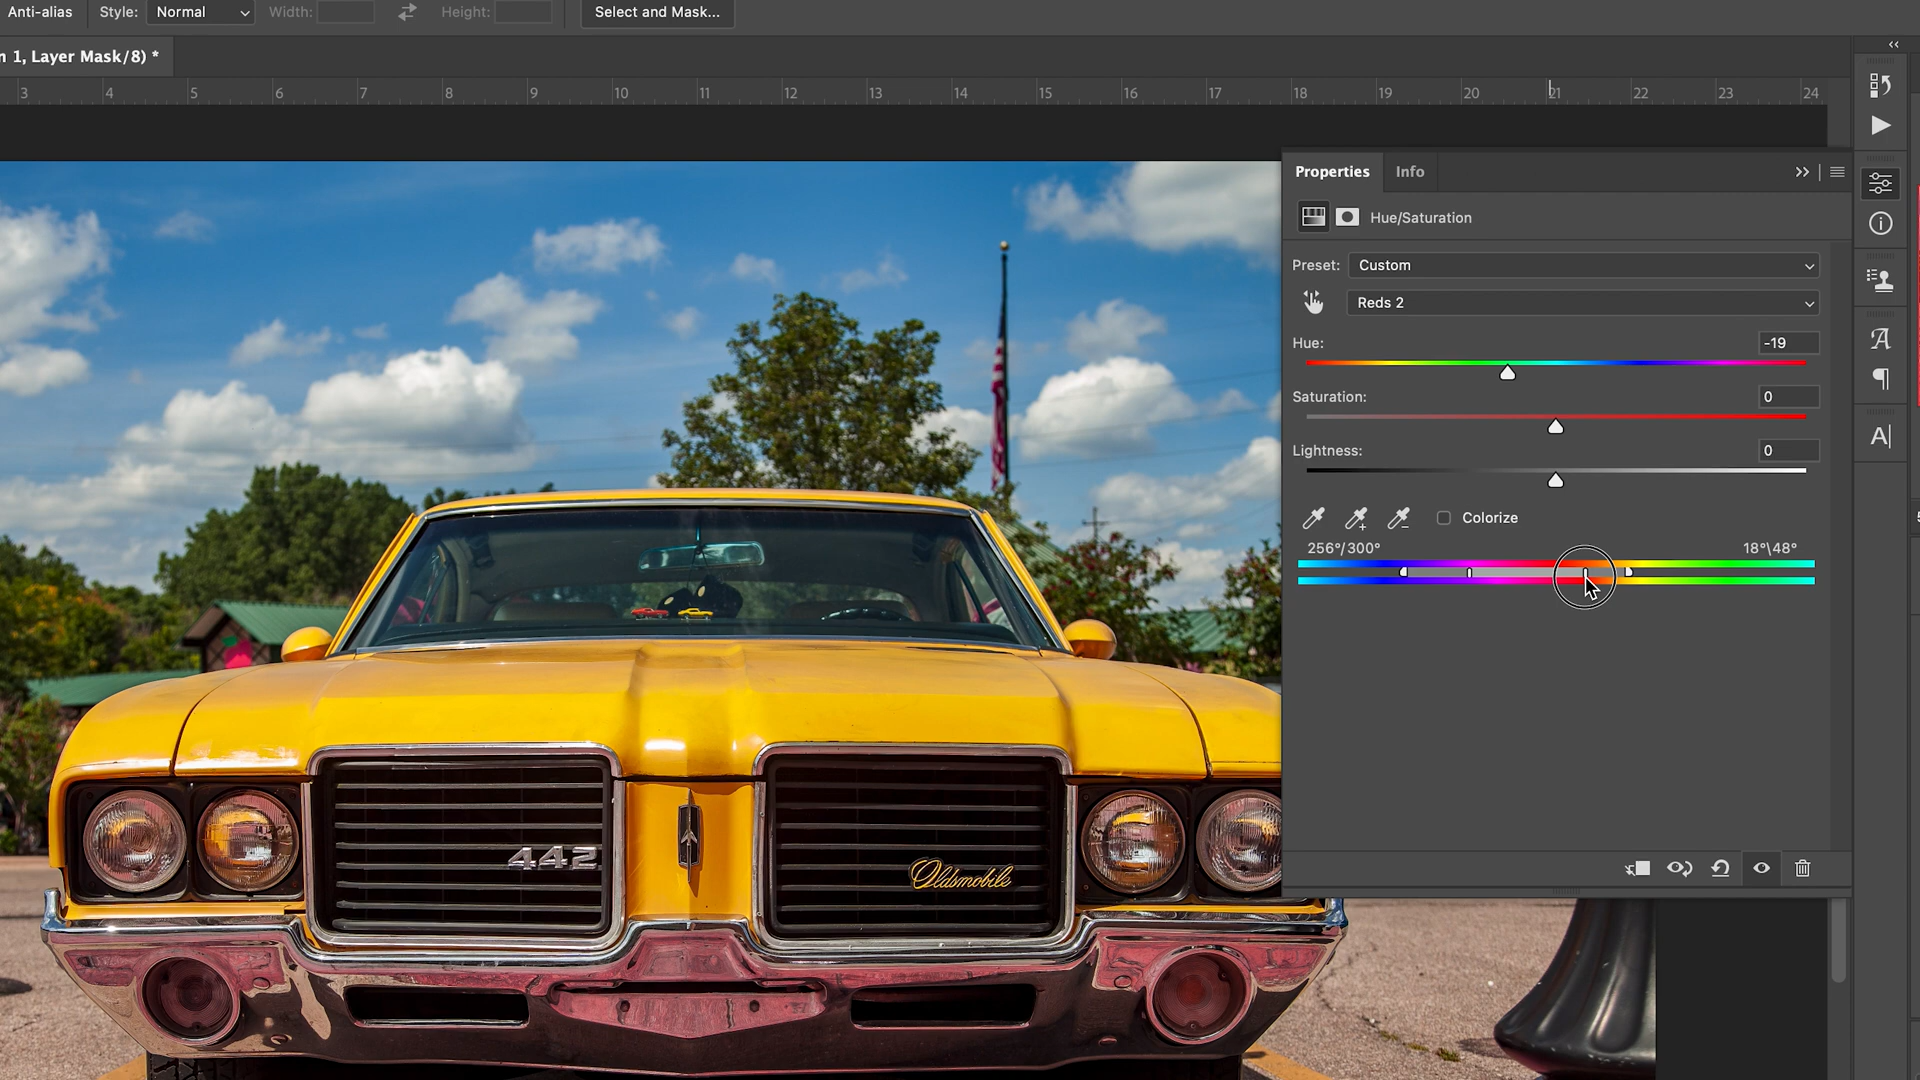 Anti-alias Style: Normal Width: Height: Select and Mask...
n 1, Layer Mask/8) *
3 4 5 6 7 8 9 10 11 12 13 14 15 16 17 18 19 20 21 22 23 24
Properties Info
Hue/Saturation
Preset: Custom
Reds 2
Hue: -19
Saturation: 0
Lightness: 0
Colorize
256°/300° 18°\48°
442
Oldsmobile